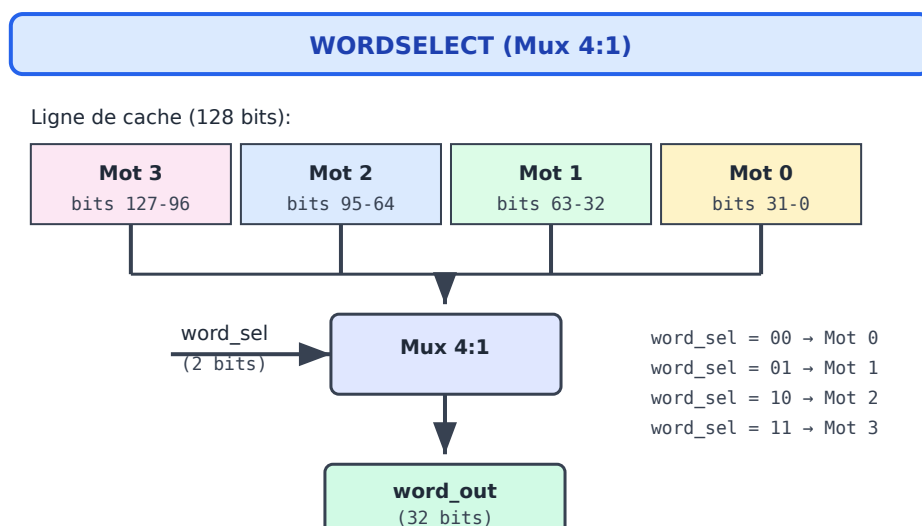 WORDSELECT (Mux 4:1)
Ligne de cache (128 bits):
Mot 3
bits 127-96
Mot 2
bits 95-64
Mot 1
bits 63-32
Mot 0
bits 31-0
word_sel
(2 bits)
Mux 4:1
word_sel = 00 → Mot 0
word_sel = 01 → Mot 1
word_sel = 10 → Mot 2
word_sel = 11 → Mot 3
word_out
(32 bits)